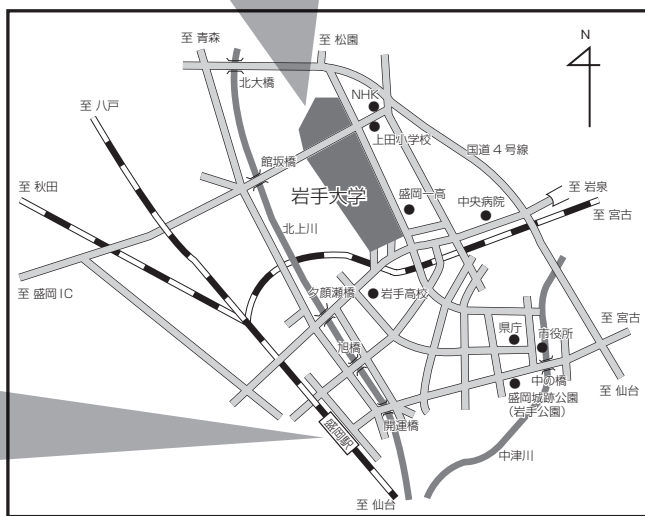 至 青森
至 松園
N
北大橋
NHK
至 八戸
上田小学校
国道４号線
館坂橋
至 秋田
岩手大学
盛岡一高
中央病院
至 岩泉
至 宮古
北上川
至 盛岡IC
夕顔瀬橋
岩手高校
県庁
市役所
至 宮古
旭橋
中の橋
至 仙台
盛岡城跡公園
(岩手公園)
開運橋
盛岡駅
中津川
至 仙台